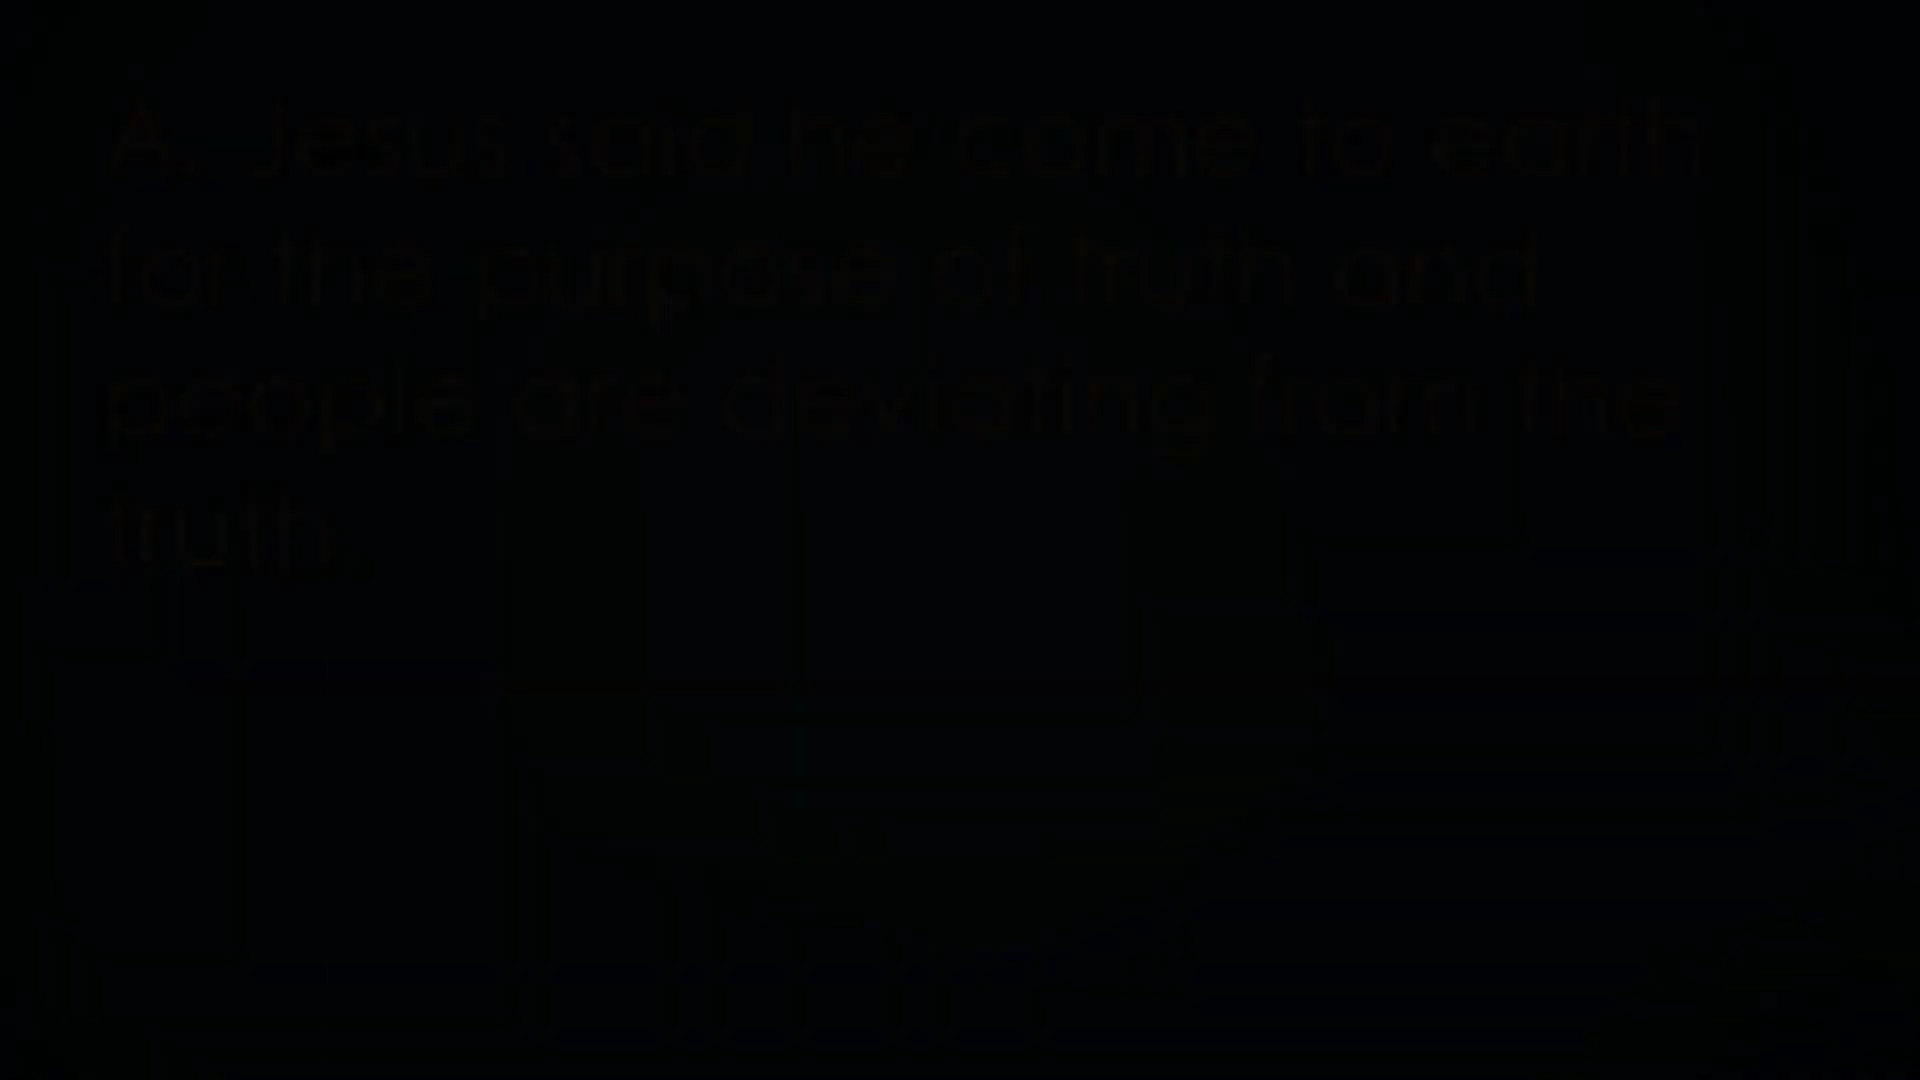 A. Jesus said he came to earth
for the purpose of truth and
people are deviating from the
truth.